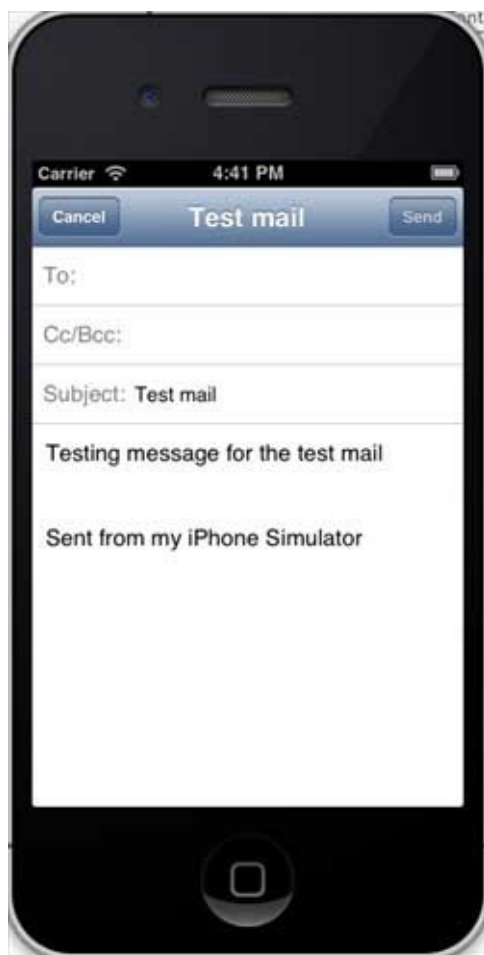 Carrier 4:41 PM
Cancel Test mail Send
To:
Cc/Bcc:
Subject: Test mail
Testing message for the test mail
Sent from my iPhone Simulator